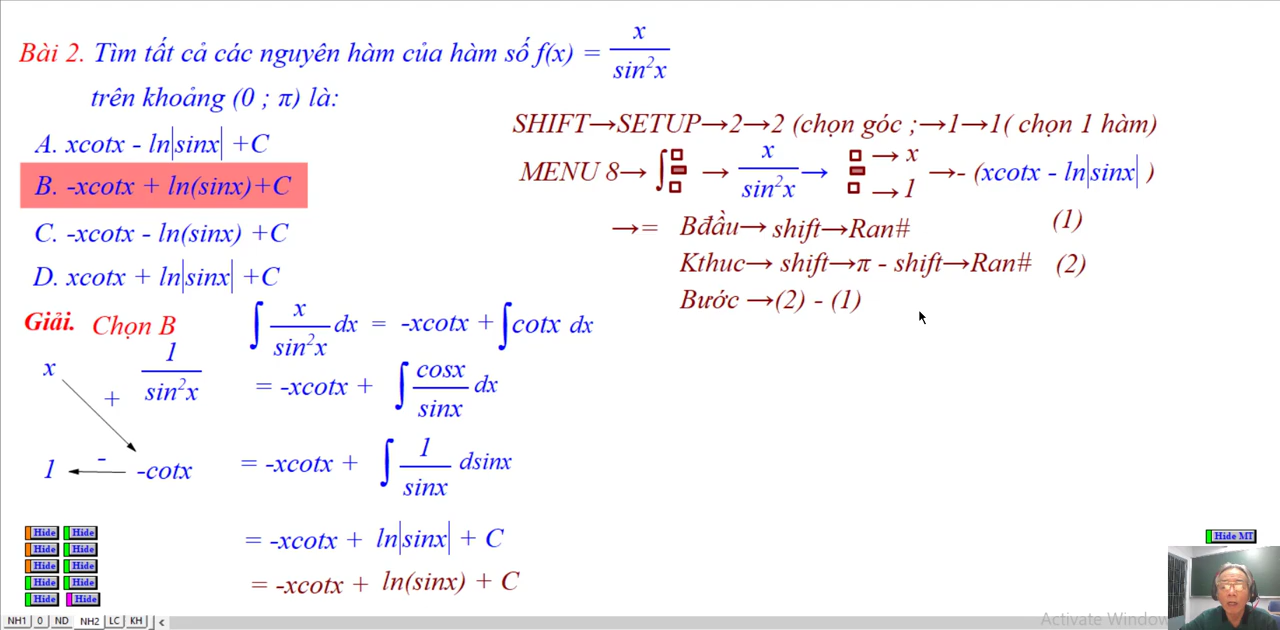 Bài 2. Tìm tất cả các nguyên hàm của hàm số f(x) = x / sin²x
trên khoảng (0 ; π) là:
A. xcotx - ln|sinx| +C
B. -xcotx + ln(sinx)+C
C. -xcotx - ln(sinx) +C
D. xcotx + ln|sinx| +C
SHIFT→SETUP→2→2 (chọn góc ;→1→1( chọn 1 hàm)
MENU 8→ ∫▯▯▯ → x / sin²x → ▯ → x ▯ → 1 →- (xcotx - ln|sinx| )
→= Bđầu→ shift→Ran# (1)
Kthuc→ shift→π - shift→Ran# (2)
Bước →(2) - (1)
Giải. Chọn B
x + 1 / sin²x
1 - -cotx
∫ x / sin²x dx = -xcotx + ∫cotx dx
= -xcotx + ∫ cosx / sinx dx
= -xcotx + ∫ 1 / sinx dsinx
= -xcotx + ln|sinx| + C
= -xcotx + ln(sinx) + C
Hide Hide
Hide Hide
Hide Hide
Hide Hide
Hide Hide
Hide MT
Activate Window
NH1 0 ND NH2 LC KH